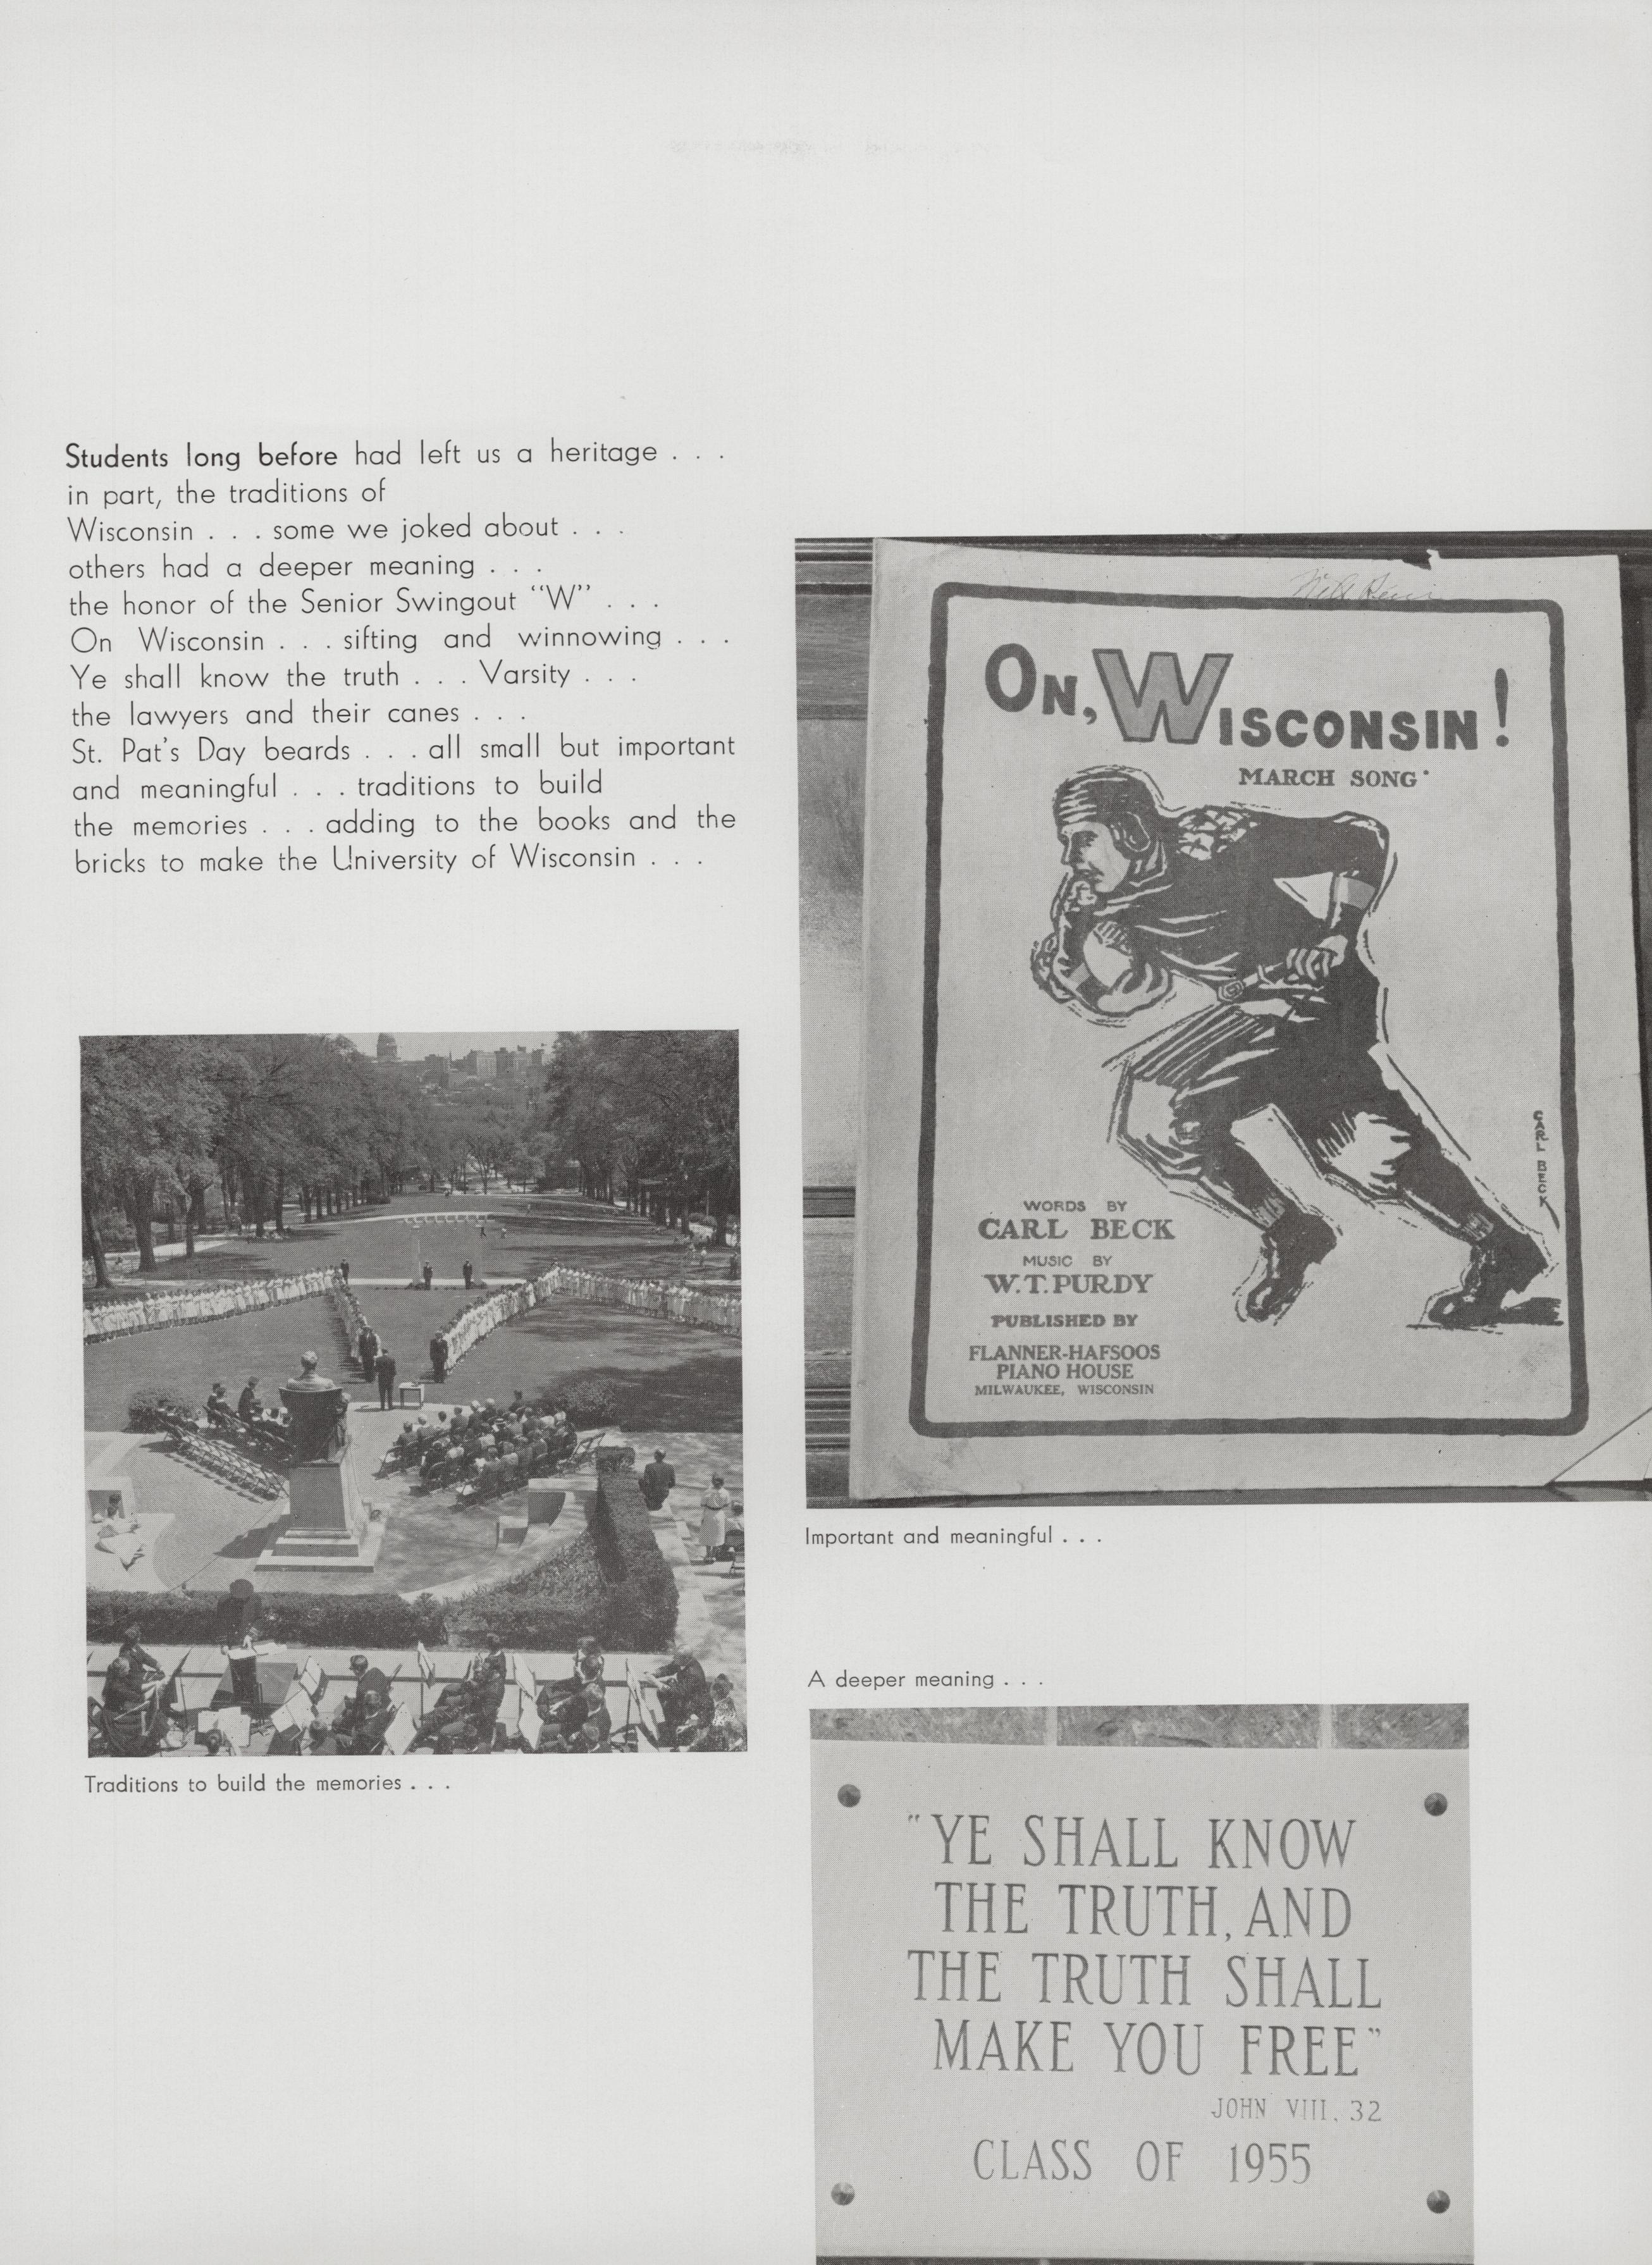 Students long before had left us a heritage . . .
in part, the traditions of
Wisconsin . . . some we joked about . . .
others had a deeper meaning . . .
the honor of the Senior Swingout “W” . . .
On Wisconsin . . . sifting and winnowing . . .
Ye shall know the truth . . . Varsity . . .
the lawyers and their canes . . .
St. Pat's Day beards . . . all small but important
and meaningful . . . traditions to build
the memories . . . adding to the books and the
bricks to make the University of Wisconsin . . .
Traditions to build the memories . . .
ON, WISCONSIN!
MARCH SONG
CARL BECK
WORDS BY
CARL BECK
MUSIC BY
W.T. PURDY
PUBLISHED BY
FLANNER-HAFSOOS
PIANO HOUSE
MILWAUKEE, WISCONSIN
Important and meaningful . . .
A deeper meaning . . .
"YE SHALL KNOW
THE TRUTH, AND
THE TRUTH SHALL
MAKE YOU FREE"
JOHN VIII, 32
CLASS OF 1955